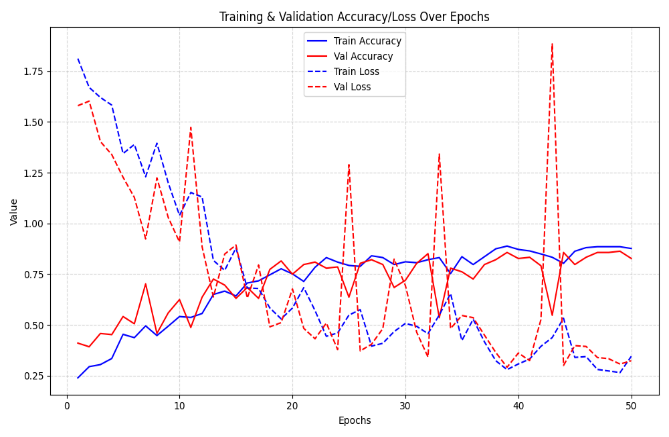 Training & Validation Accuracy/Loss Over Epochs
Train Accuracy
Val Accuracy
Train Loss
Val Loss
1.75
1.50
1.25
1.00
0.75
0.50
0.25
Value
0 10 20 30 40 50
Epochs